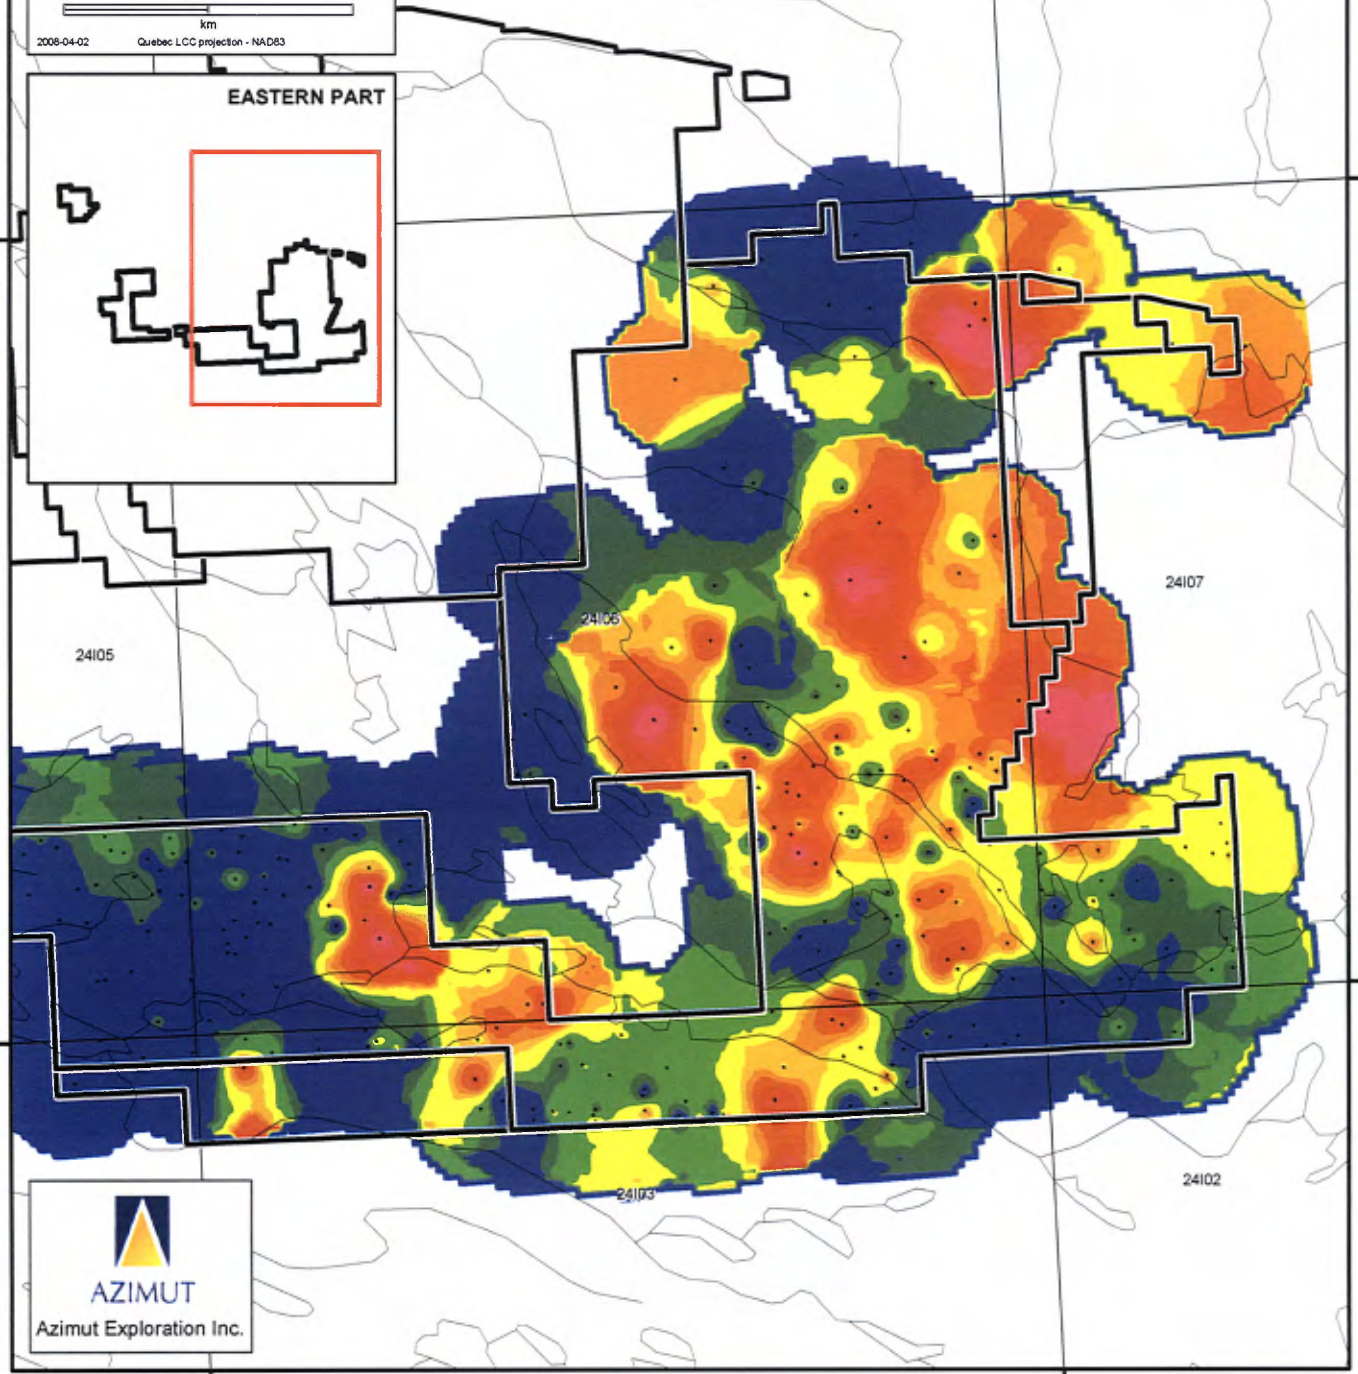 km
2008-04-02 Quebec LCC projection - NAD83
EASTERN PART
24I07
24I06
24I05
24I02
24I03
AZIMUT
Azimut Exploration Inc.